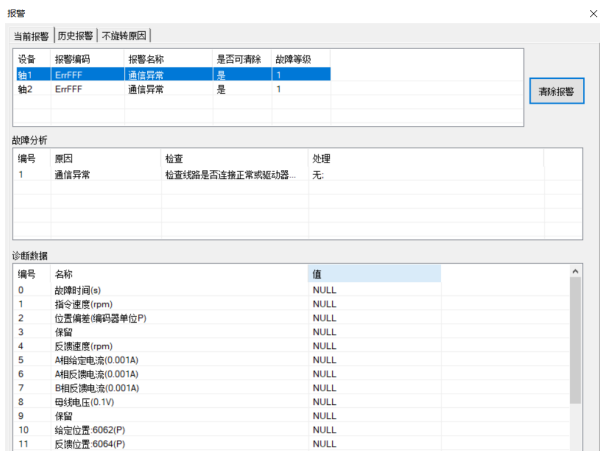 报警
当前报警 历史报警 不旋转原因
设备 报警编码 报警名称 是否可清除 故障等级
轴1 ErrFFF 通信异常 是 1
轴2 ErrFFF 通信异常 是 1
清除报警
故障分析
编号 原因 检查 处理
1 通信异常 检查线路是否连接正常或驱动器... 无;
诊断数据
编号 名称 值
0 故障时间(s) NULL
1 指令速度(rpm) NULL
2 位置偏差(编码器单位P) NULL
3 保留 NULL
4 反馈速度(rpm) NULL
5 A相给定电流(0.001A) NULL
6 A相反馈电流(0.001A) NULL
7 B相反馈电流(0.001A) NULL
8 母线电压(0.1V) NULL
9 保留 NULL
10 给定位置:6062(P) NULL
11 反馈位置:6064(P) NULL